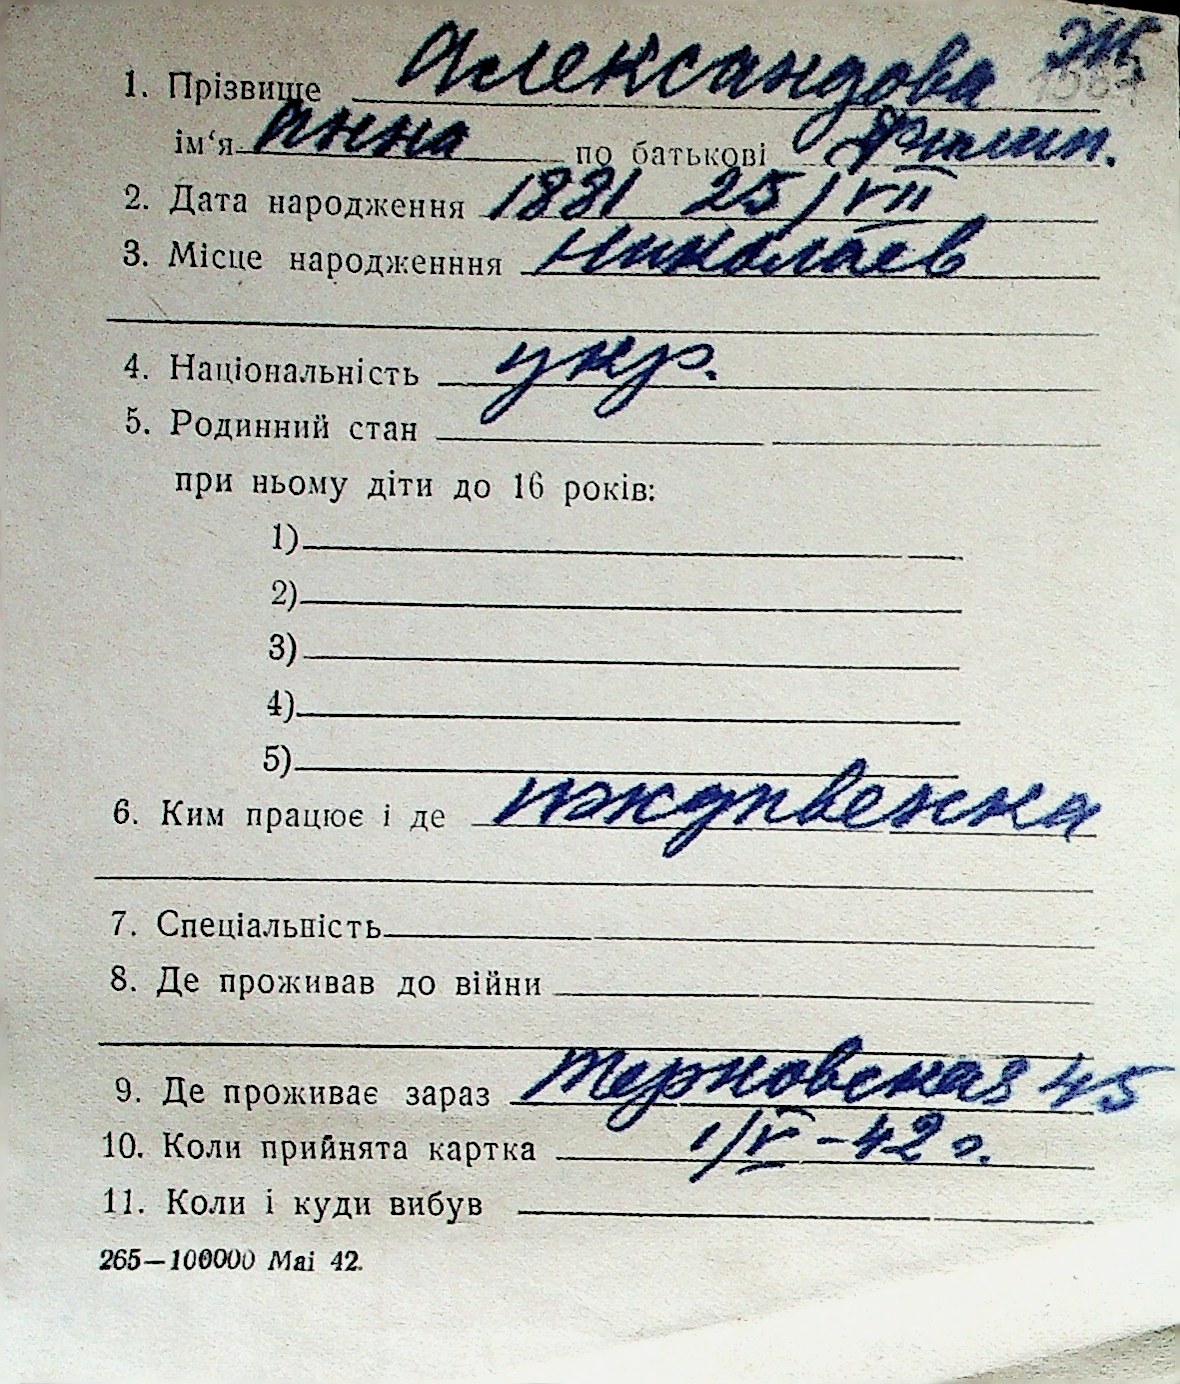 1. Прізвище Александова
ім‘я Анна по батькові Филип.
2. Дата народження 1881 25/VII
3. Місце народженння Николаев
4. Національність укр.
5. Родинний стан
при ньому діти до 16 років:
1)
2)
3)
4)
5)
6. Ким працює і де иждивенка
7. Спеціальність
8. Де проживав до війни
9. Де проживає зараз Терновская 45
10. Коли прийнята картка 1/V-42 г.
11. Коли і куди вибув
265—100000 Mai 42.